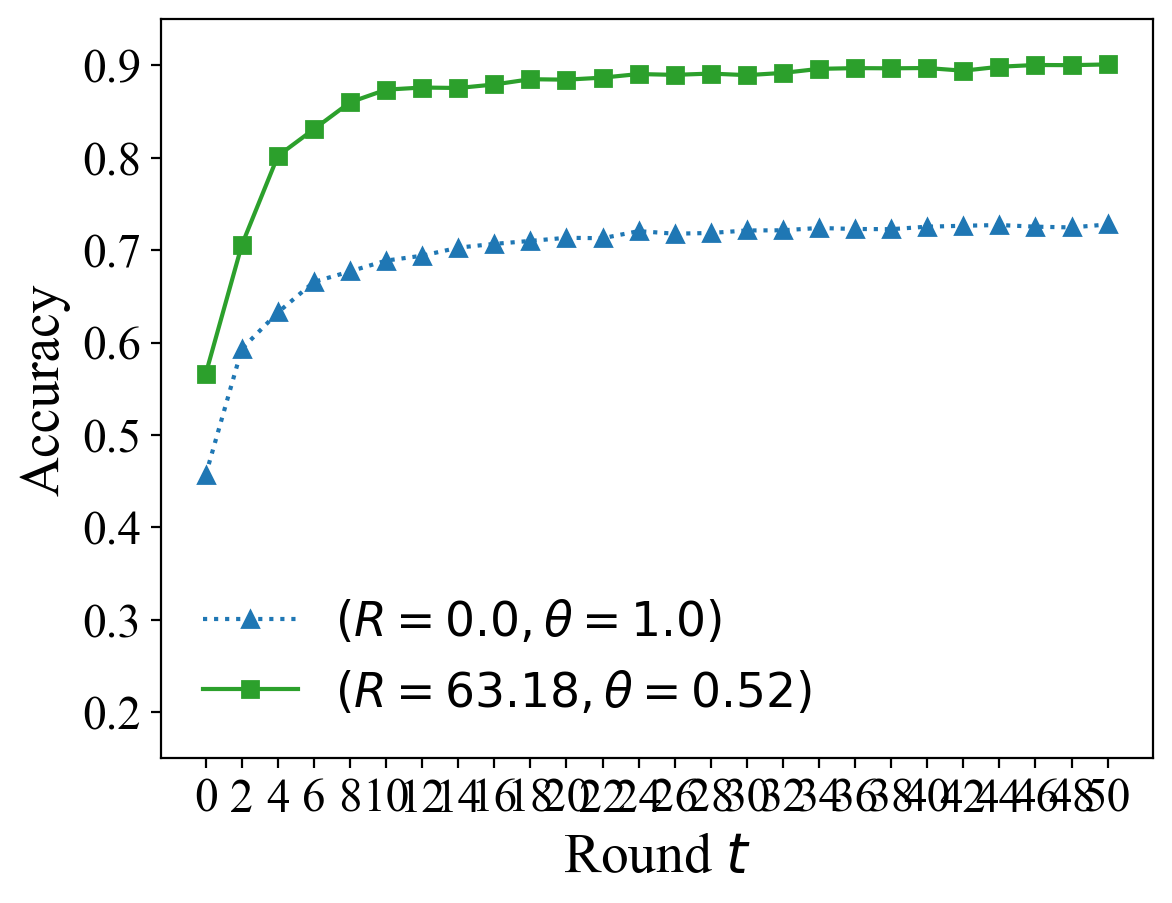 0.9
0.8
0.7
0.6
0.5
0.4
0.3
0.2
Accuracy
(R = 0.0, θ = 1.0)
(R = 63.18, θ = 0.52)
0 2 4 6 8 10 12 14 16 18 20 22 24 26 28 30 32 34 36 38 40 42 44 46 48 50
Round t